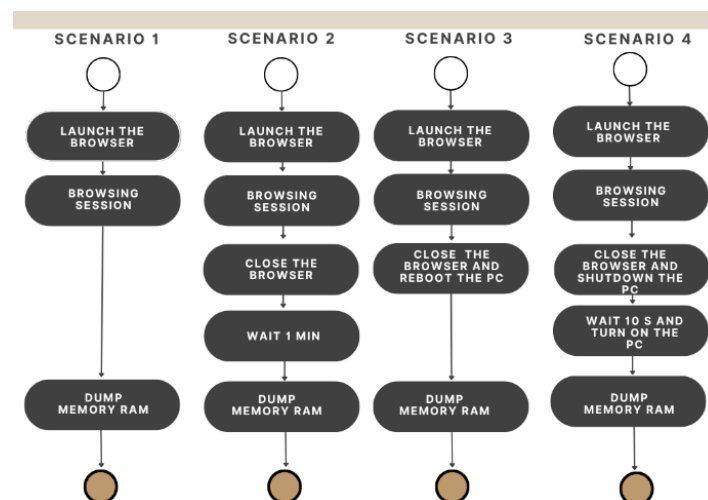 SCENARIO 1
LAUNCH THE
BROWSER
BROWSING
SESSION
DUMP
MEMORY RAM
SCENARIO 2
LAUNCH THE
BROWSER
BROWSING
SESSION
CLOSE THE
BROWSER
WAIT 1 MIN
DUMP
MEMORY RAM
SCENARIO 3
LAUNCH THE
BROWSER
BROWSING
SESSION
CLOSE THE
BROWSER AND
REBOOT THE PC
DUMP
MEMORY RAM
SCENARIO 4
LAUNCH THE
BROWSER
BROWSING
SESSION
CLOSE THE
BROWSER AND
SHUTDOWN THE
PC
WAIT 10 S AND
TURN ON THE
PC
DUMP
MEMORY RAM